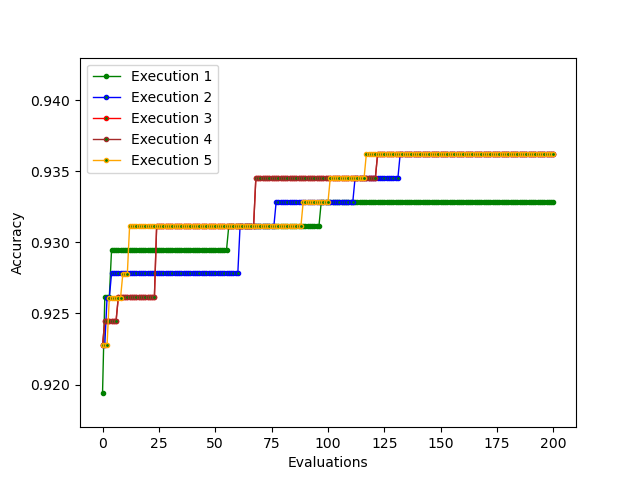 Execution 1
Execution 2
Execution 3
Execution 4
Execution 5
0.940
0.935
0.930
0.925
0.920
Accuracy
0 25 50 75 100 125 150 175 200
Evaluations